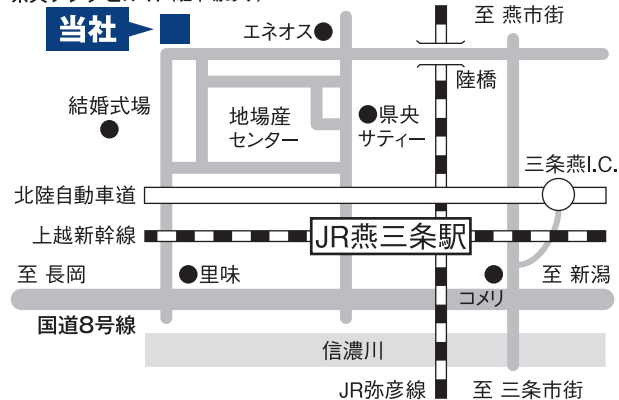 当社
エネオス
至 燕市街
陸橋
結婚式場
地場産
センター
県央
サティー
三条燕I.C.
北陸自動車道
上越新幹線
JR燕三条駅
至 長岡
里味
コメリ
至 新潟
国道8号線
信濃川
JR弥彦線
至 三条市街